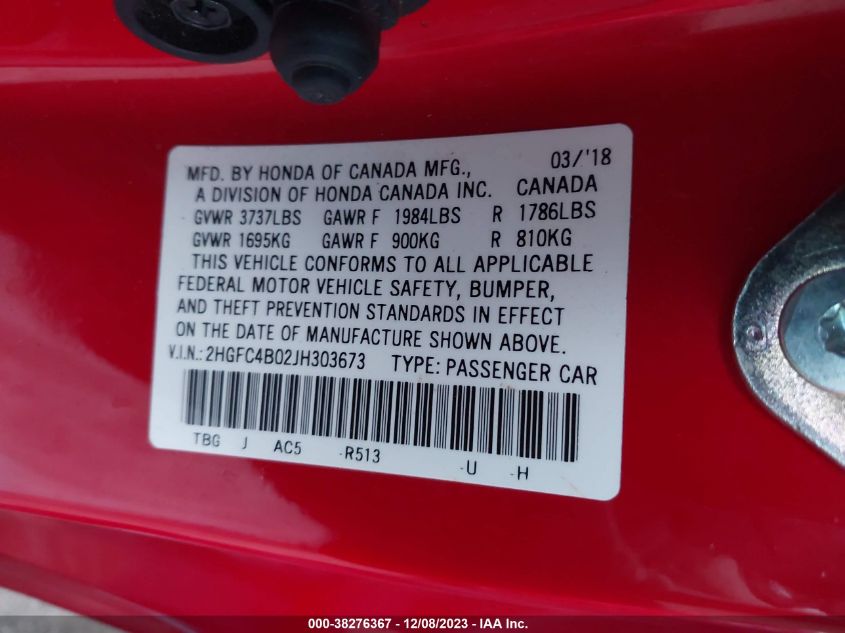 MFD. BY HONDA OF CANADA MFG., 03/'18
A DIVISION OF HONDA CANADA INC. CANADA
GVWR 3737LBS GAWR F 1984LBS R 1786LBS
GVWR 1695KG GAWR F 900KG R 810KG
THIS VEHICLE CONFORMS TO ALL APPLICABLE
FEDERAL MOTOR VEHICLE SAFETY, BUMPER,
AND THEFT PREVENTION STANDARDS IN EFFECT
ON THE DATE OF MANUFACTURE SHOWN ABOVE.
V.I.N.: 2HGFC4B02JH303673 TYPE: PASSENGER CAR
TBG J AC5 -R513 -U -H
000-38276367 - 12/08/2023 - IAA Inc.